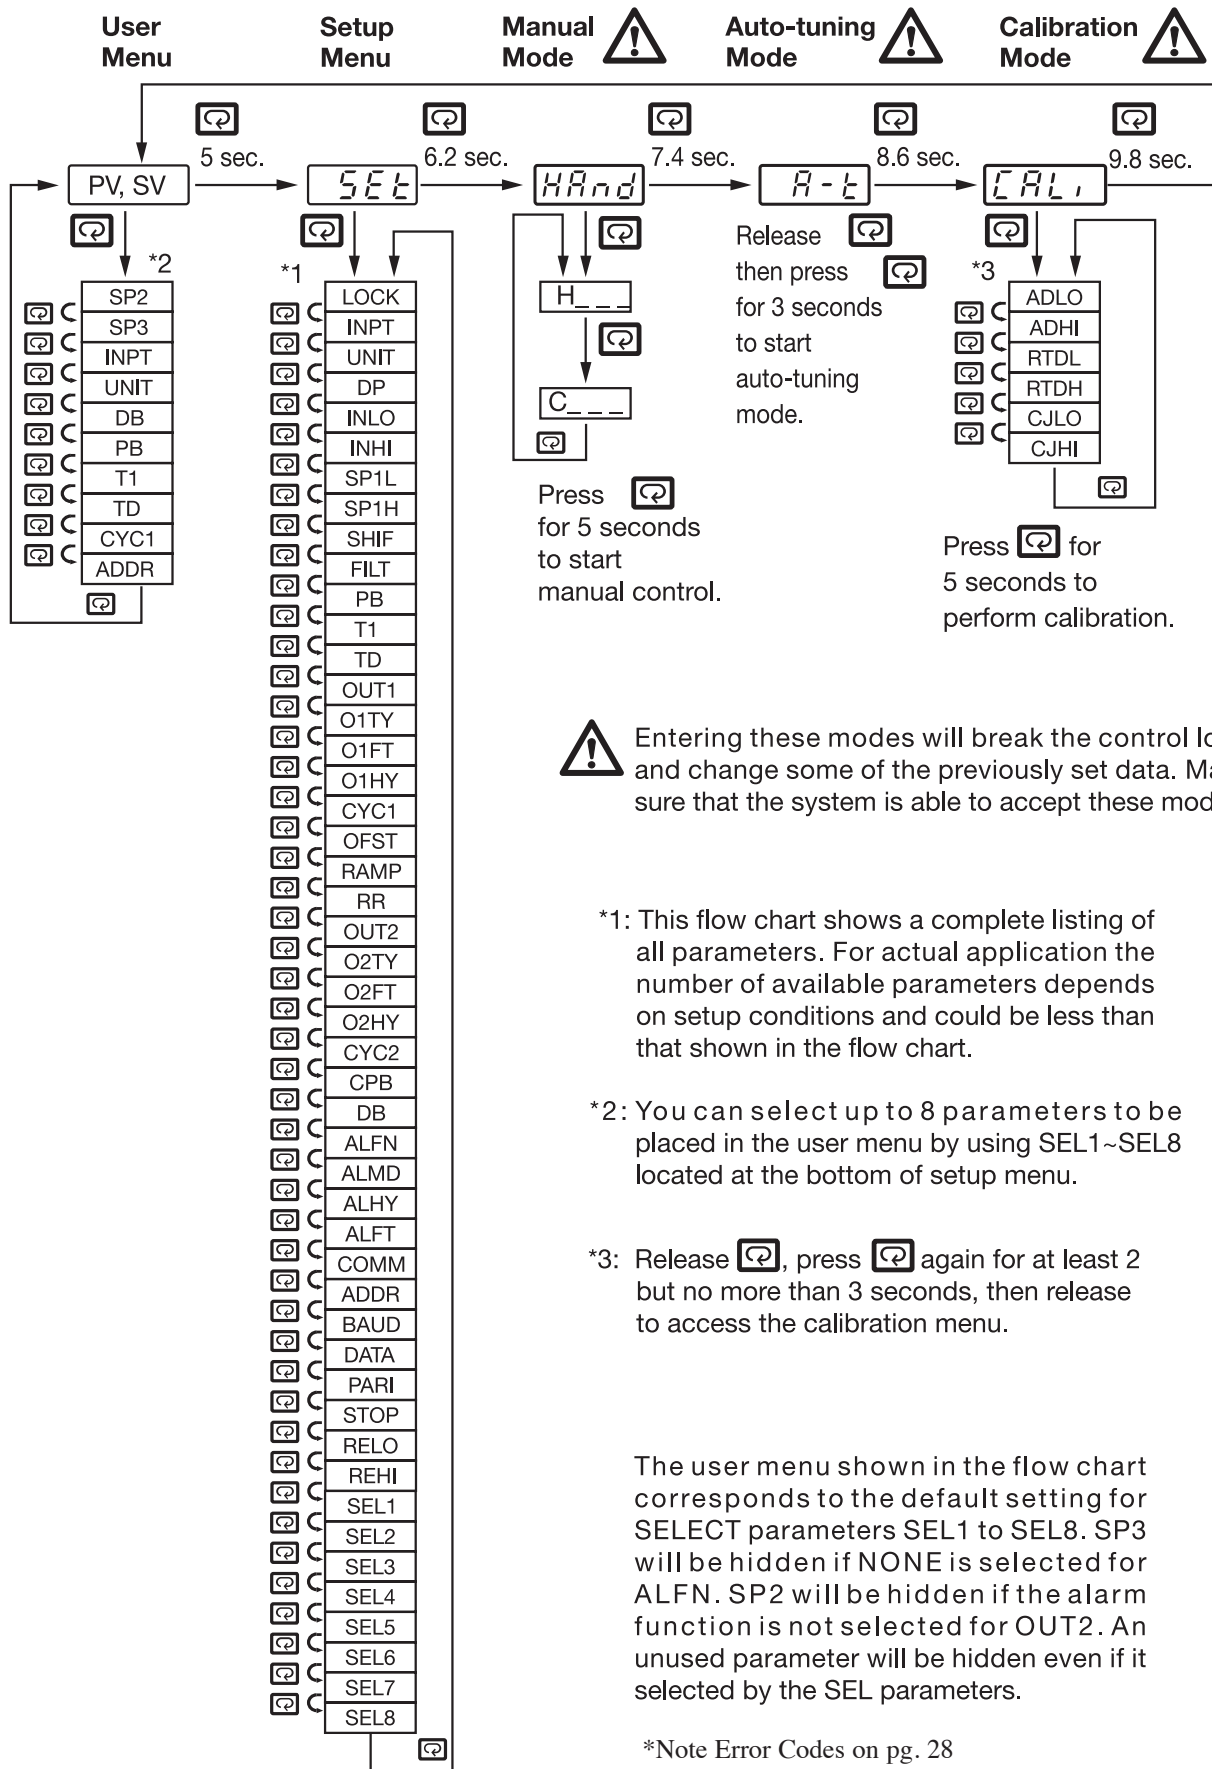 User
Menu
Setup
Menu
Manual
Mode
Auto-tuning
Mode
Calibration
Mode
5 sec.
6.2 sec.
7.4 sec.
8.6 sec.
9.8 sec.
PV, SV
SEt
HAnd
A-t
CALi
*2
SP2
SP3
INPT
UNIT
DB
PB
T1
TD
CYC1
ADDR
*1
LOCK
INPT
UNIT
DP
INLO
INHI
SP1L
SP1H
SHIF
FILT
PB
T1
TD
OUT1
O1TY
O1FT
O1HY
CYC1
OFST
RAMP
RR
OUT2
O2TY
O2FT
O2HY
CYC2
CPB
DB
ALFN
ALMD
ALHY
ALFT
COMM
ADDR
BAUD
DATA
PARI
STOP
RELO
REHI
SEL1
SEL2
SEL3
SEL4
SEL5
SEL6
SEL7
SEL8
H_ _ _
C_ _ _
Press
for 5 seconds
to start
manual control.
Release
then press
for 3 seconds
to start
auto-tuning
mode.
*3
ADLO
ADHI
RTDL
RTDH
CJLO
CJHI
Press for
5 seconds to
perform calibration.
Entering these modes will break the control lo
and change some of the previously set data. Ma
sure that the system is able to accept these mod
*1: This flow chart shows a complete listing of
all parameters. For actual application the
number of available parameters depends
on setup conditions and could be less than
that shown in the flow chart.
*2: You can select up to 8 parameters to be
placed in the user menu by using SEL1~SEL8
located at the bottom of setup menu.
*3: Release , press again for at least 2
but no more than 3 seconds, then release
to access the calibration menu.
The user menu shown in the flow chart
corresponds to the default setting for
SELECT parameters SEL1 to SEL8. SP3
will be hidden if NONE is selected for
ALFN. SP2 will be hidden if the alarm
function is not selected for OUT2. An
unused parameter will be hidden even if it
selected by the SEL parameters.
*Note Error Codes on pg. 28